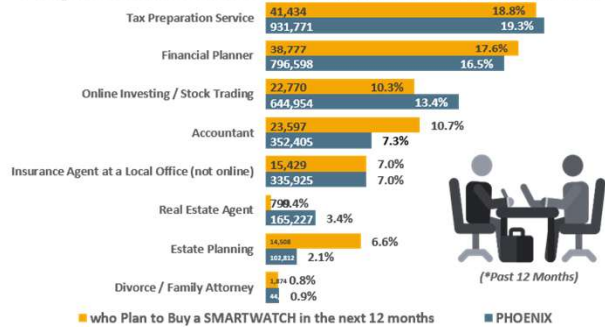 Tax Preparation Service
41,434 18.8%
931,771 19.3%
Financial Planner
38,777 17.6%
796,598 16.5%
Online Investing / Stock Trading
22,770 10.3%
644,954 13.4%
Accountant
23,597 10.7%
352,405 7.3%
Insurance Agent at a Local Office (not online)
15,429 7.0%
335,925 7.0%
Real Estate Agent
0.4%
165,227 3.4%
Estate Planning
14,508 6.6%
102,812 2.1%
Divorce / Family Attorney
0.8%
0.9%
(*Past 12 Months)
who Plan to Buy a SMARTWATCH in the next 12 months
PHOENIX